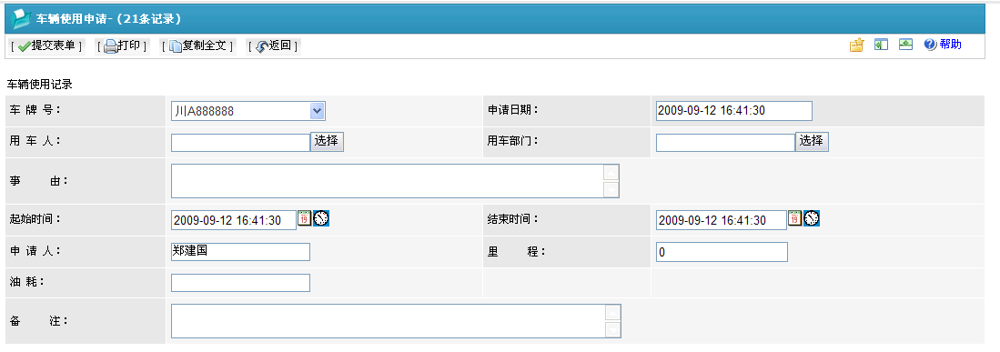 车辆使用申请-（21条记录）
[ 提交表单 ] [ 打印 ] [ 复制全文 ] [ 返回 ] 帮助
车辆使用记录
车 牌 号： 川A888888 申请日期： 2009-09-12 16:41:30
用 车 人： 选择 用车部门： 选择
事 由：
起始时间： 2009-09-12 16:41:30 19 结束时间： 2009-09-12 16:41:30 19
申 请 人： 郑建国 里 程： 0
油 耗：
备 注：